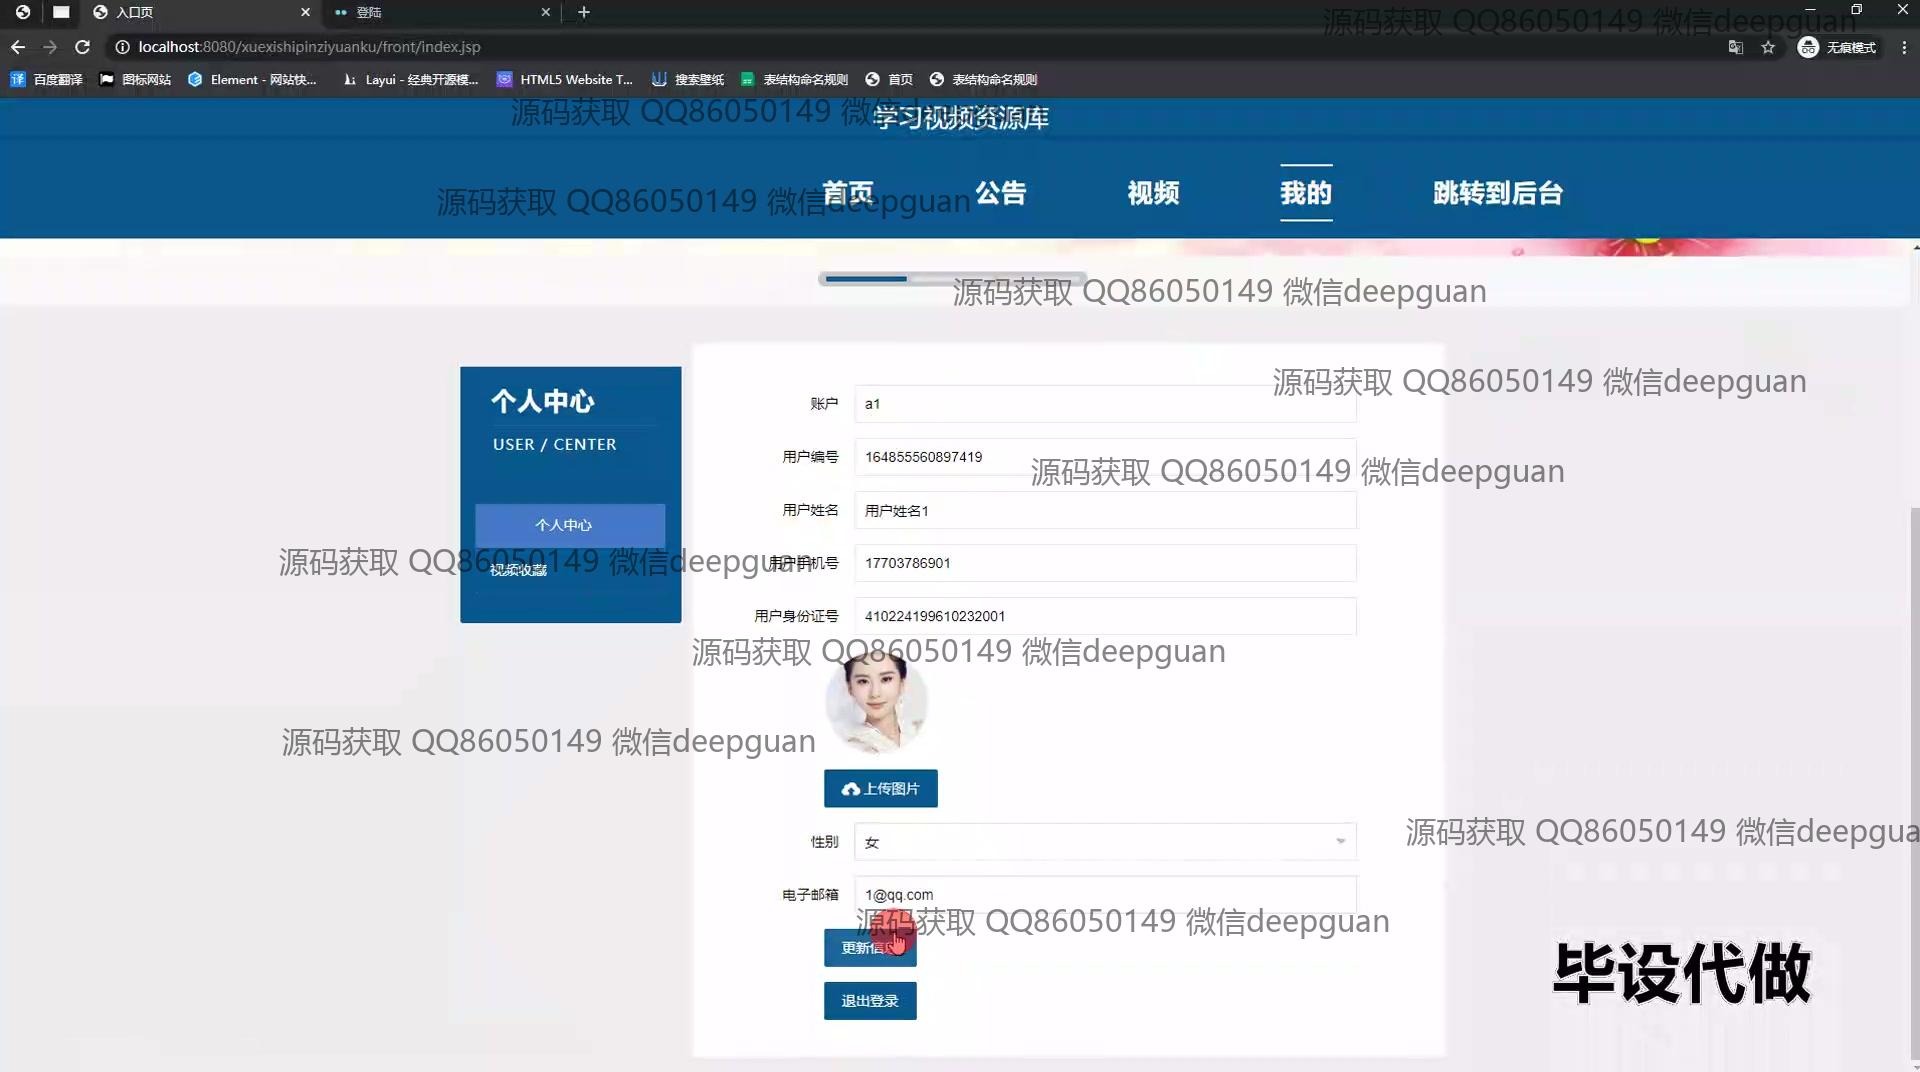 入口页
登陆
localhost:8080/xuexishipinziyuanku/front/index.jsp
无痕模式
百度翻译
图标网站
Element - 网站快...
Layui - 经典开源模...
HTML5 Website T...
搜索壁纸
表结构命名规则
首页
表结构命名规则
源码获取 QQ86050149 微信deepguan
学习视频资源库
源码获取 QQ86050149 微信deepguan
首页
公告
视频
我的
跳转到后台
源码获取 QQ86050149 微信deepguan
源码获取 QQ86050149 微信deepguan
源码获取 QQ86050149 微信deepguan
个人中心
USER / CENTER
个人中心
视频收藏
账户
a1
用户编号
164855560897419
源码获取 QQ86050149 微信deepguan
用户姓名
用户姓名1
源码获取 QQ86050149 微信deepguan
用户手机号
17703786901
用户身份证号
410224199610232001
源码获取 QQ86050149 微信deepguan
源码获取 QQ86050149 微信deepguan
上传图片
性别
女
源码获取 QQ86050149 微信deepgua
电子邮箱
1@qq.com
源码获取 QQ86050149 微信deepguan
更新信
退出登录
毕设代做